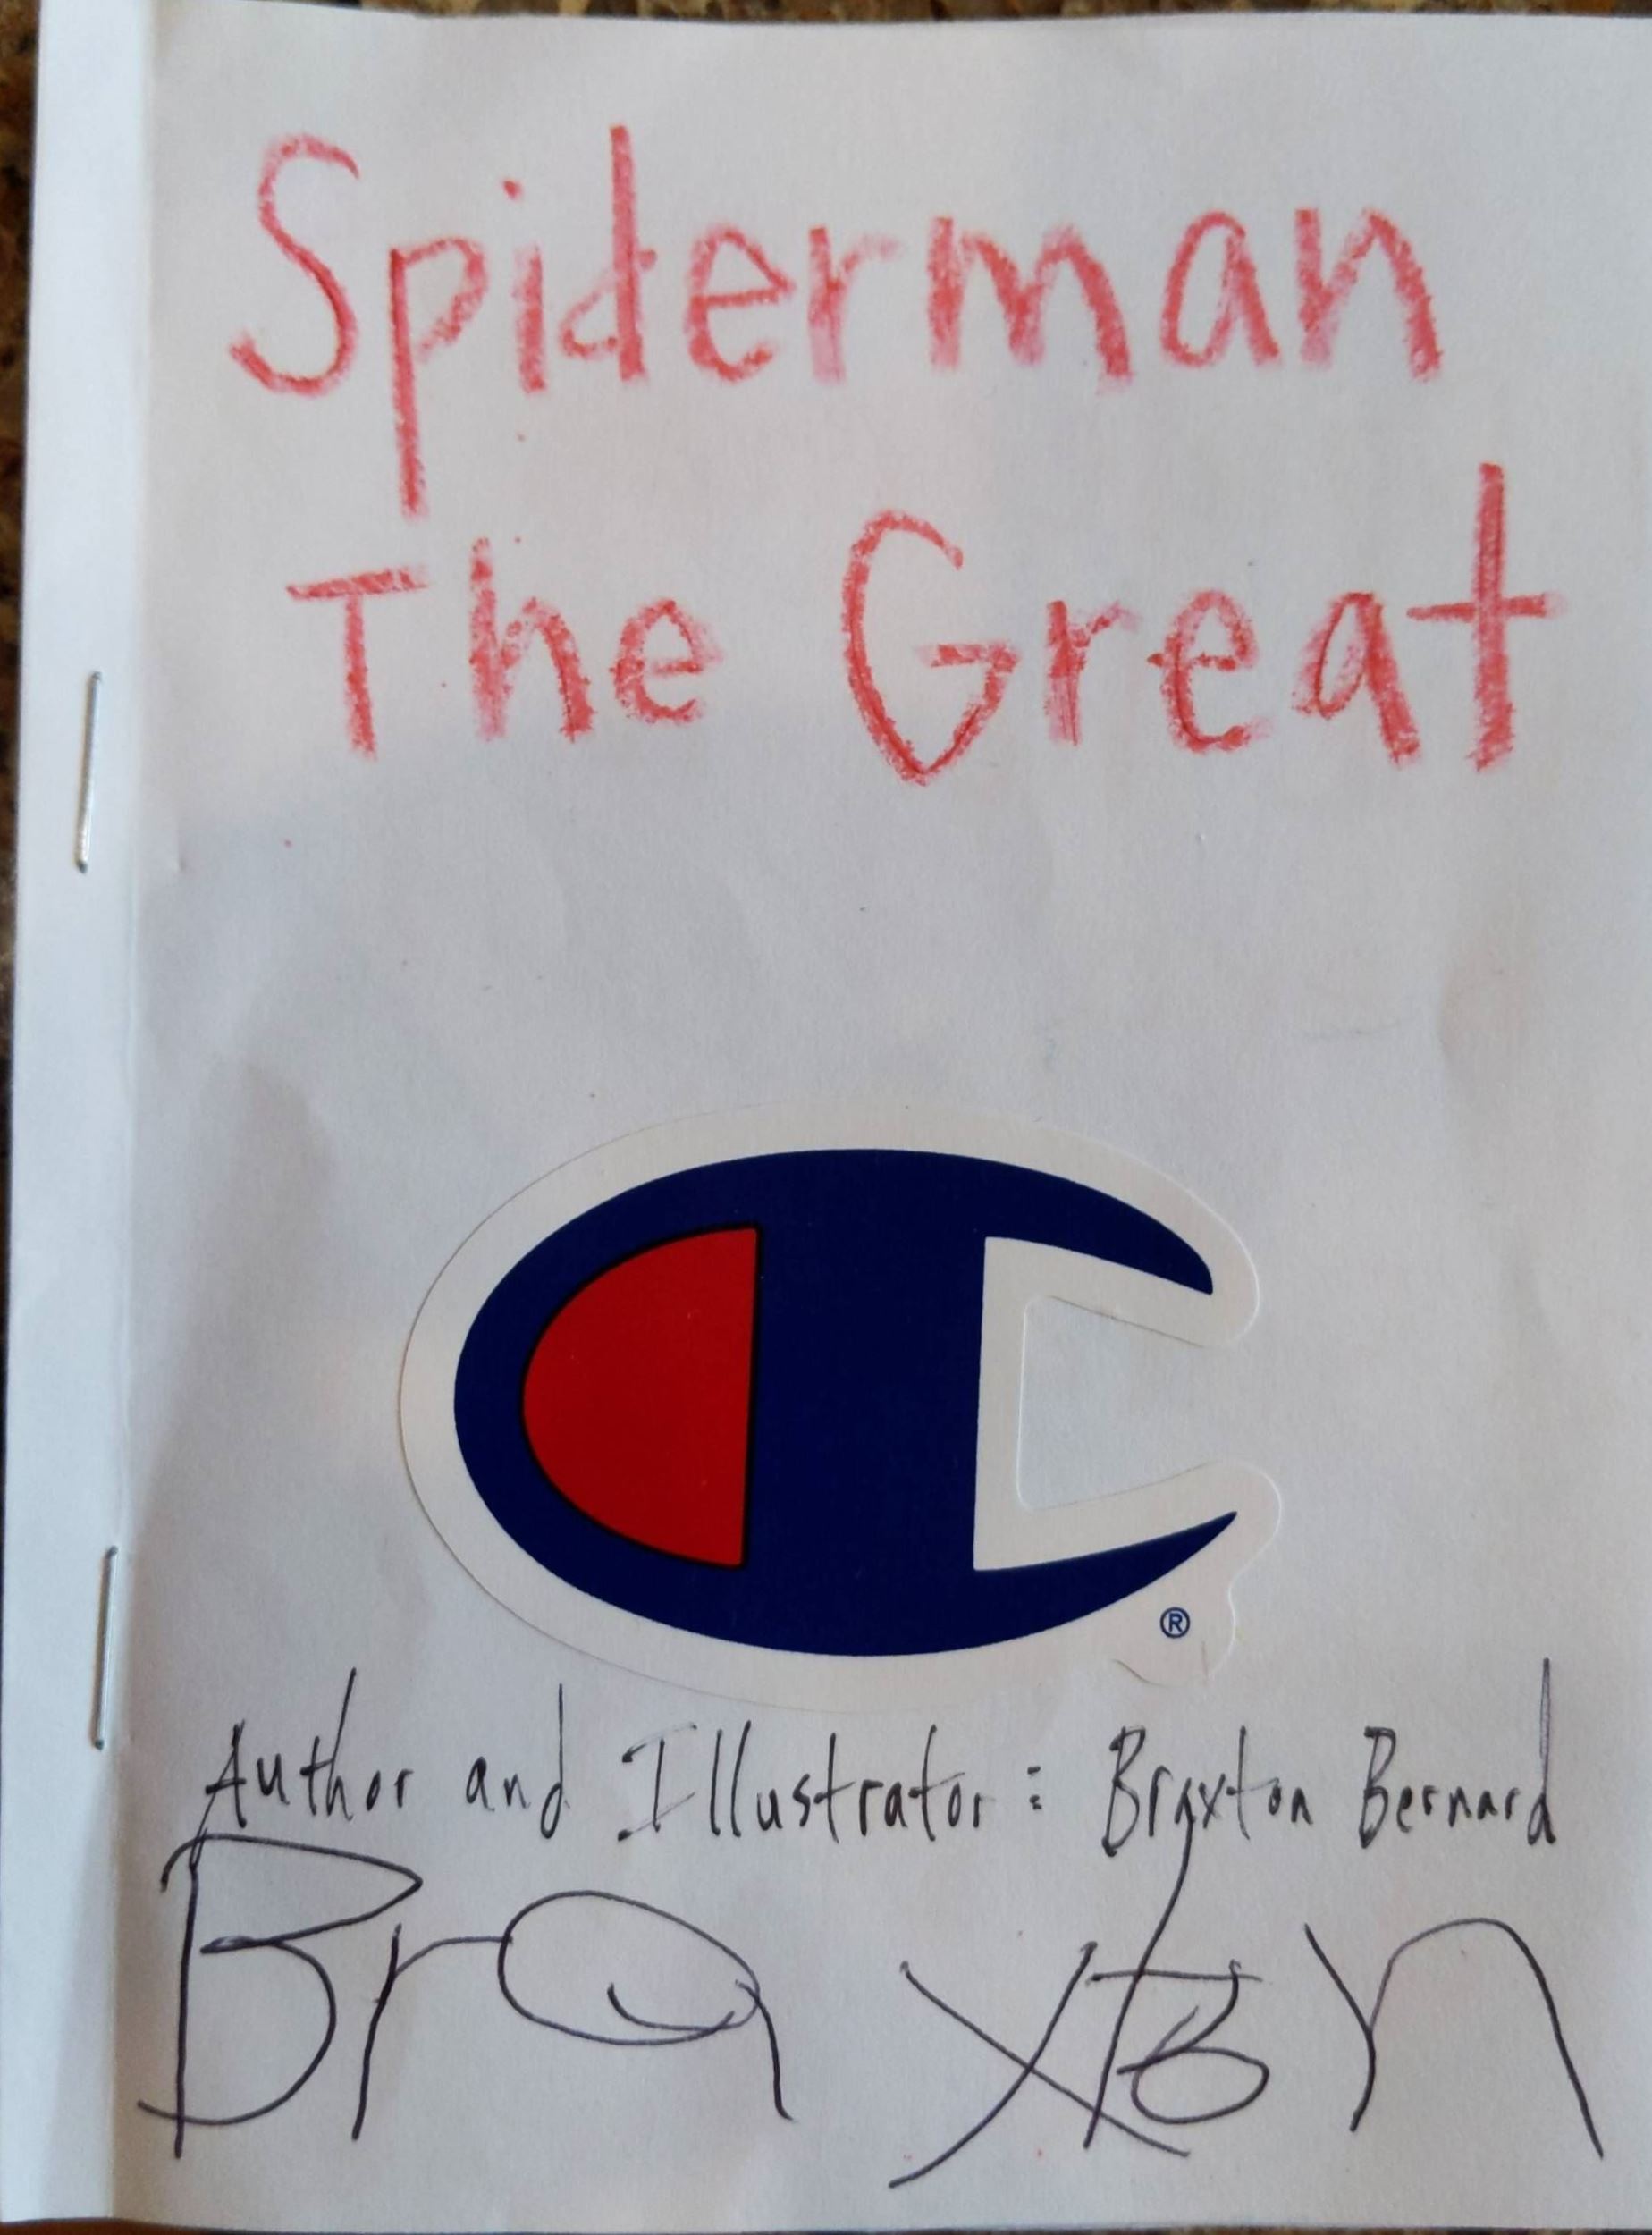 Spiderman
The Great
®
Author and Illustrator: Braxton Bernard
Braxton